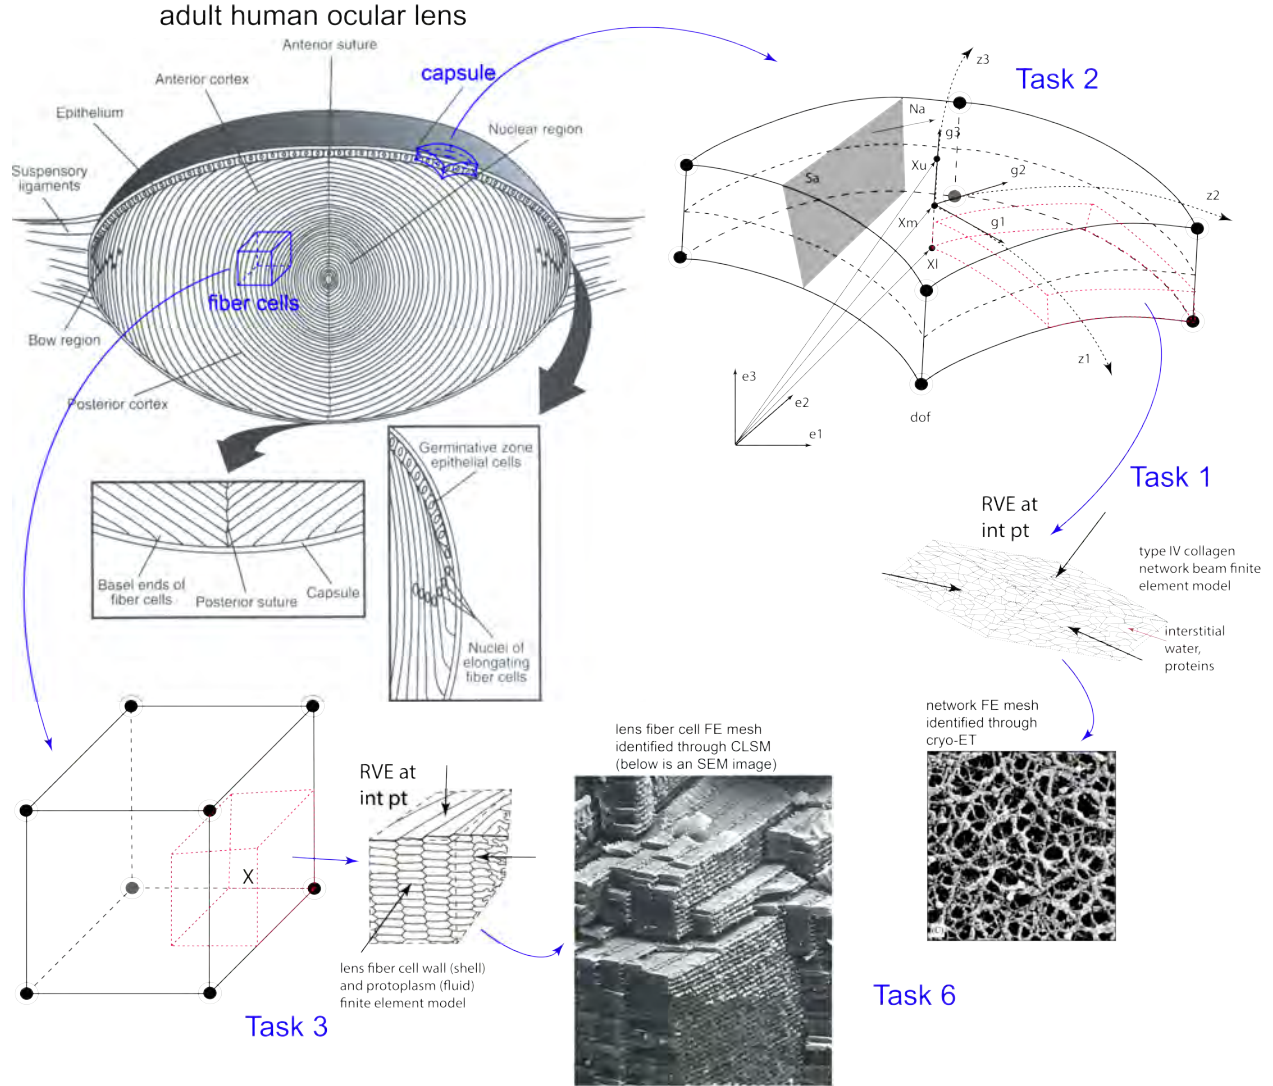 adult human ocular lens
Anterior suture
capsule
Anterior cortex
Nuclear region
Epithelium
Suspensory
ligaments
fiber cells
Bow region
Posterior cortex
Germinative zone
epithelial cells
Basel ends of
fiber cells
Posterior suture
Capsule
Nuclei of
elongating
fiber cells
Task 2
z3
Na
g3
Xu
g2
Sa
z2
Xm
g1
Xl
z1
e3
e2
e1
dof
Task 1
RVE at
int pt
type IV collagen
network beam finite
element model
interstitial
water,
proteins
network FE mesh
identified through
cryo-ET
lens fiber cell FE mesh
identified through CLSM
(below is an SEM image)
RVE at
int pt
X
lens fiber cell wall (shell)
and protoplasm (fluid)
finite element model
Task 3
Task 6